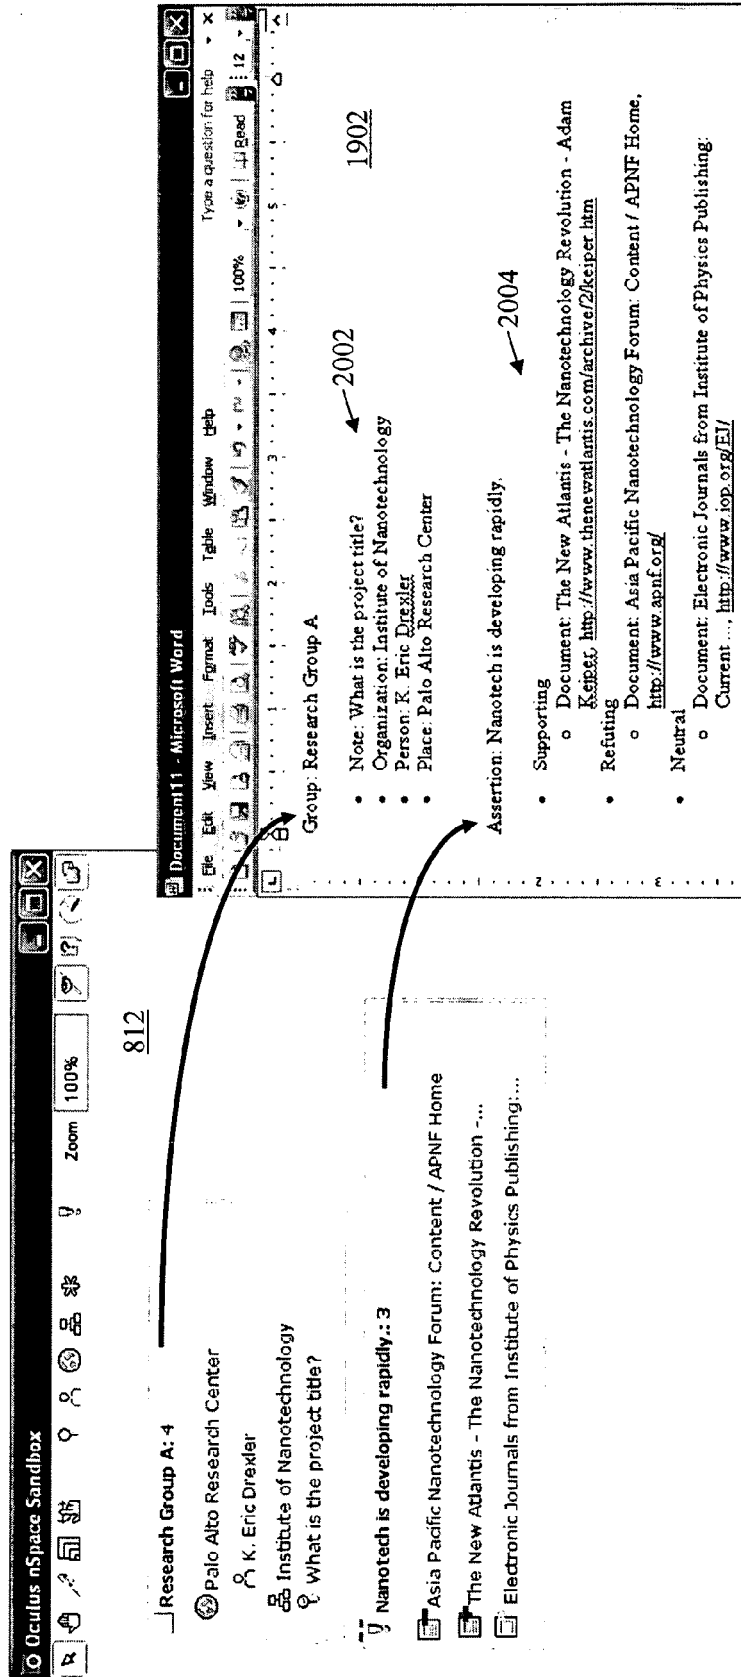 Oculus nSpace Sandbox
Zoom 100%
812
Research Group A: 4
Palo Alto Research Center
K. Eric Drexler
Institute of Nanotechnology
What is the project title?
Nanotech is developing rapidly.: 3
Asia Pacific Nanotechnology Forum: Content / APNF Home
The New Atlantis - The Nanotechnology Revolution -...
Electronic Journals from Institute of Physics Publishing:...
Document11 - Microsoft Word
File Edit View Insert Format Tools Table Window Help Type a question for help
100% Read 12
1 2 3 4 5
1902
Group: Research Group A
2002
• Note: What is the project title?
• Organization: Institute of Nanotechnology
• Person: K. Eric Drexler
• Place: Palo Alto Research Center
Assertion: Nanotech is developing rapidly.
2004
• Supporting
o Document: The New Atlantis - The Nanotechnology Revolution - Adam
Keiper, http://www.thenewatlantis.com/archive/2/keiper.htm
• Refuting
o Document: Asia Pacific Nanotechnology Forum: Content / APNF Home,
http://www.apnf.org/
• Neutral
o Document: Electronic Journals from Institute of Physics Publishing:
Current ..., http://www.iop.org/EJ/